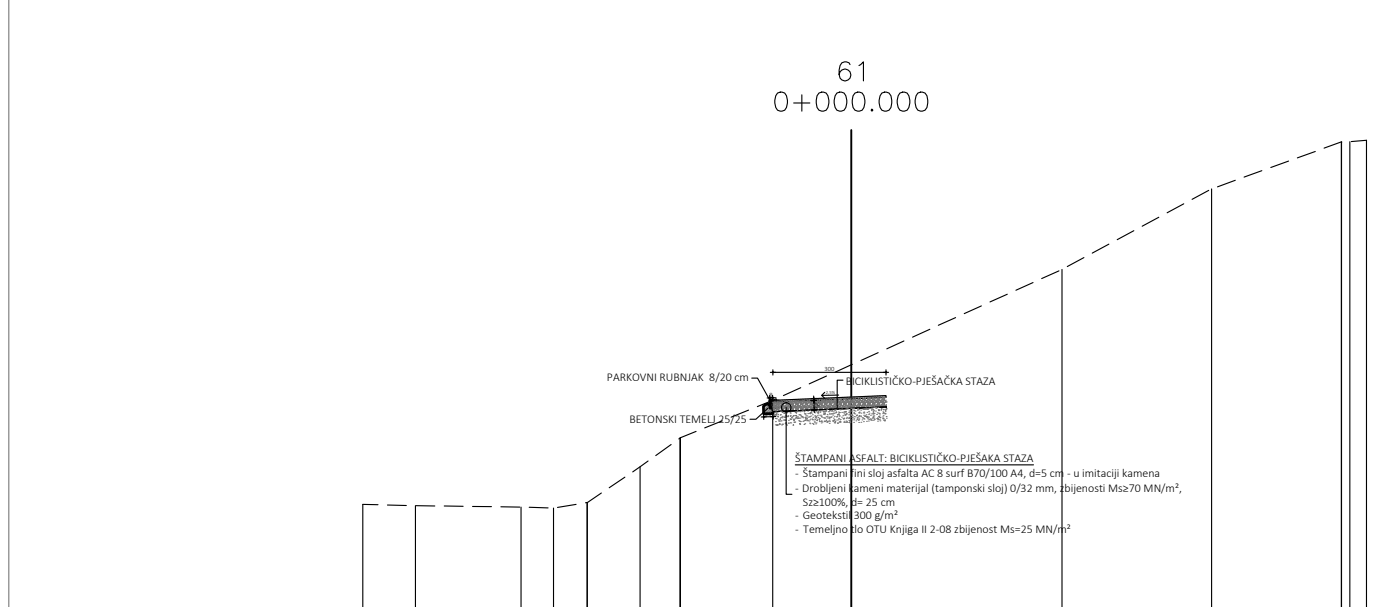 61
0+000.000
300
PARKOVNI RUBNJAK 8/20 cm
BICIKLISTIČKO-PJEŠAČKA STAZA
BETONSKI TEMELJ 25/25
ŠTAMPANI ASFALT: BICIKLISTIČKO-PJEŠAKA STAZA
- Štampani fini sloj asfalta AC 8 surf B70/100 A4, d=5 cm - u imitaciji kamena
- Drobljeni kameni materijal (tamponski sloj) 0/32 mm, zbijenosti Ms≥70 MN/m²,
Sz≥100%, d= 25 cm
- Geotekstil 300 g/m²
- Temeljno tlo OTU Knjiga II 2-08 zbijenost Ms=25 MN/m²